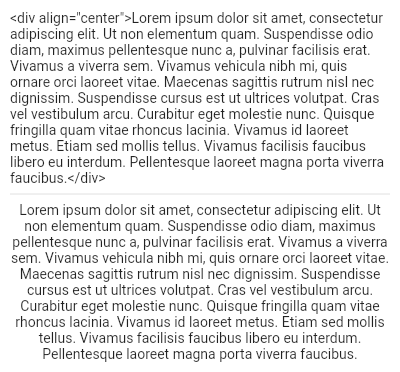 <div align="center">Lorem ipsum dolor sit amet, consectetur
adipiscing elit. Ut non elementum quam. Suspendisse odio
diam, maximus pellentesque nunc a, pulvinar facilisis erat.
Vivamus a viverra sem. Vivamus vehicula nibh mi, quis
ornare orci laoreet vitae. Maecenas sagittis rutrum nisl nec
dignissim. Suspendisse cursus est ut ultrices volutpat. Cras
vel vestibulum arcu. Curabitur eget molestie nunc. Quisque
fringilla quam vitae rhoncus lacinia. Vivamus id laoreet
metus. Etiam sed mollis tellus. Vivamus facilisis faucibus
libero eu interdum. Pellentesque laoreet magna porta viverra
faucibus.</div>
Lorem ipsum dolor sit amet, consectetur adipiscing elit. Ut
non elementum quam. Suspendisse odio diam, maximus
pellentesque nunc a, pulvinar facilisis erat. Vivamus a viverra
sem. Vivamus vehicula nibh mi, quis ornare orci laoreet vitae.
Maecenas sagittis rutrum nisl nec dignissim. Suspendisse
cursus est ut ultrices volutpat. Cras vel vestibulum arcu.
Curabitur eget molestie nunc. Quisque fringilla quam vitae
rhoncus lacinia. Vivamus id laoreet metus. Etiam sed mollis
tellus. Vivamus facilisis faucibus libero eu interdum.
Pellentesque laoreet magna porta viverra faucibus.